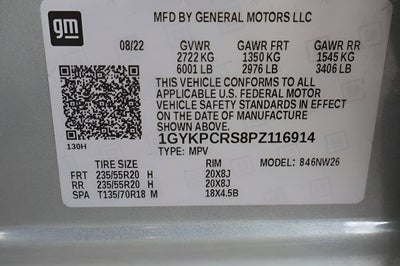 gm
MFD BY GENERAL MOTORS LLC
08/22 GVWR GAWR FRT GAWR RR
2722 KG 1350 KG 1545 KG
6001 LB 2976 LB 3406 LB
THIS VEHICLE CONFORMS TO ALL
APPLICABLE U.S. FEDERAL MOTOR
VEHICLE SAFETY STANDARDS IN EFFECT ON
THE DATE OF MANUFACTURE
SHOWN ABOVE.
130H 1GYKPCRS8PZ116914
TYPE: MPV
TIRE SIZE RIM MODEL: 846NW26
FRT 235/55R20 H 20X8J
RR 235/55R20 H 20X8J
SPA T135/70R18 M 18X4.5B